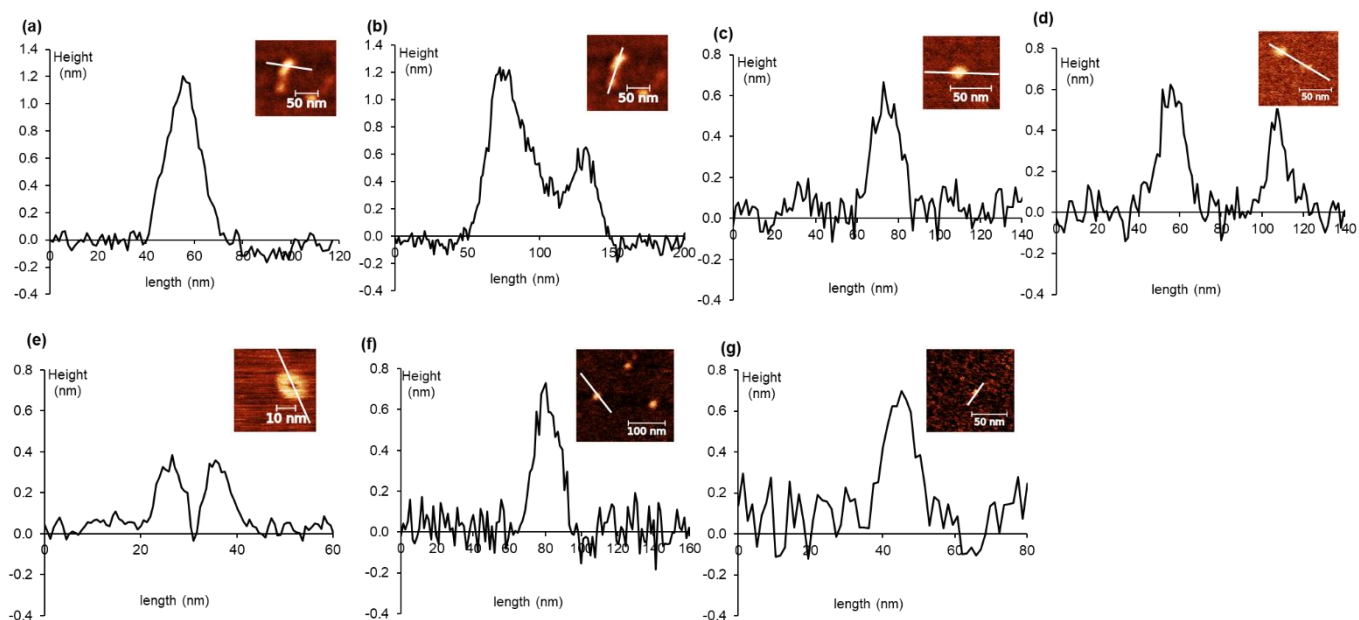 (a)
Height
(nm)
1.4
1.2
1.0
0.8
0.6
0.4
0.2
0.0
-0.2
-0.4
0 20 40 60 80 100 120
length (nm)
50 nm
(b)
Height
(nm)
1.4
1.2
1.0
0.8
0.6
0.4
0.2
0.0
-0.2
-0.4
0 50 100 150 200
length (nm)
50 nm
(c)
Height
(nm)
0.8
0.6
0.4
0.2
0.0
-0.2
-0.4
0 20 40 60 80 100 120 140
length (nm)
50 nm
(d)
Height
(nm)
0.8
0.6
0.4
0.2
0.0
-0.2
-0.4
0 20 40 60 80 100 120 140
length (nm)
50 nm
(e)
Height
(nm)
0.8
0.6
0.4
0.2
0.0
-0.2
-0.4
0 20 40 60
length (nm)
10 nm
(f)
Height
(nm)
0.8
0.6
0.4
0.2
0.0
-0.2
-0.4
0 20 40 60 80 100 120 140 160
length (nm)
100 nm
(g)
Height
(nm)
0.8
0.6
0.4
0.2
0.0
-0.2
-0.4
0 20 40 60 80
length (nm)
50 nm